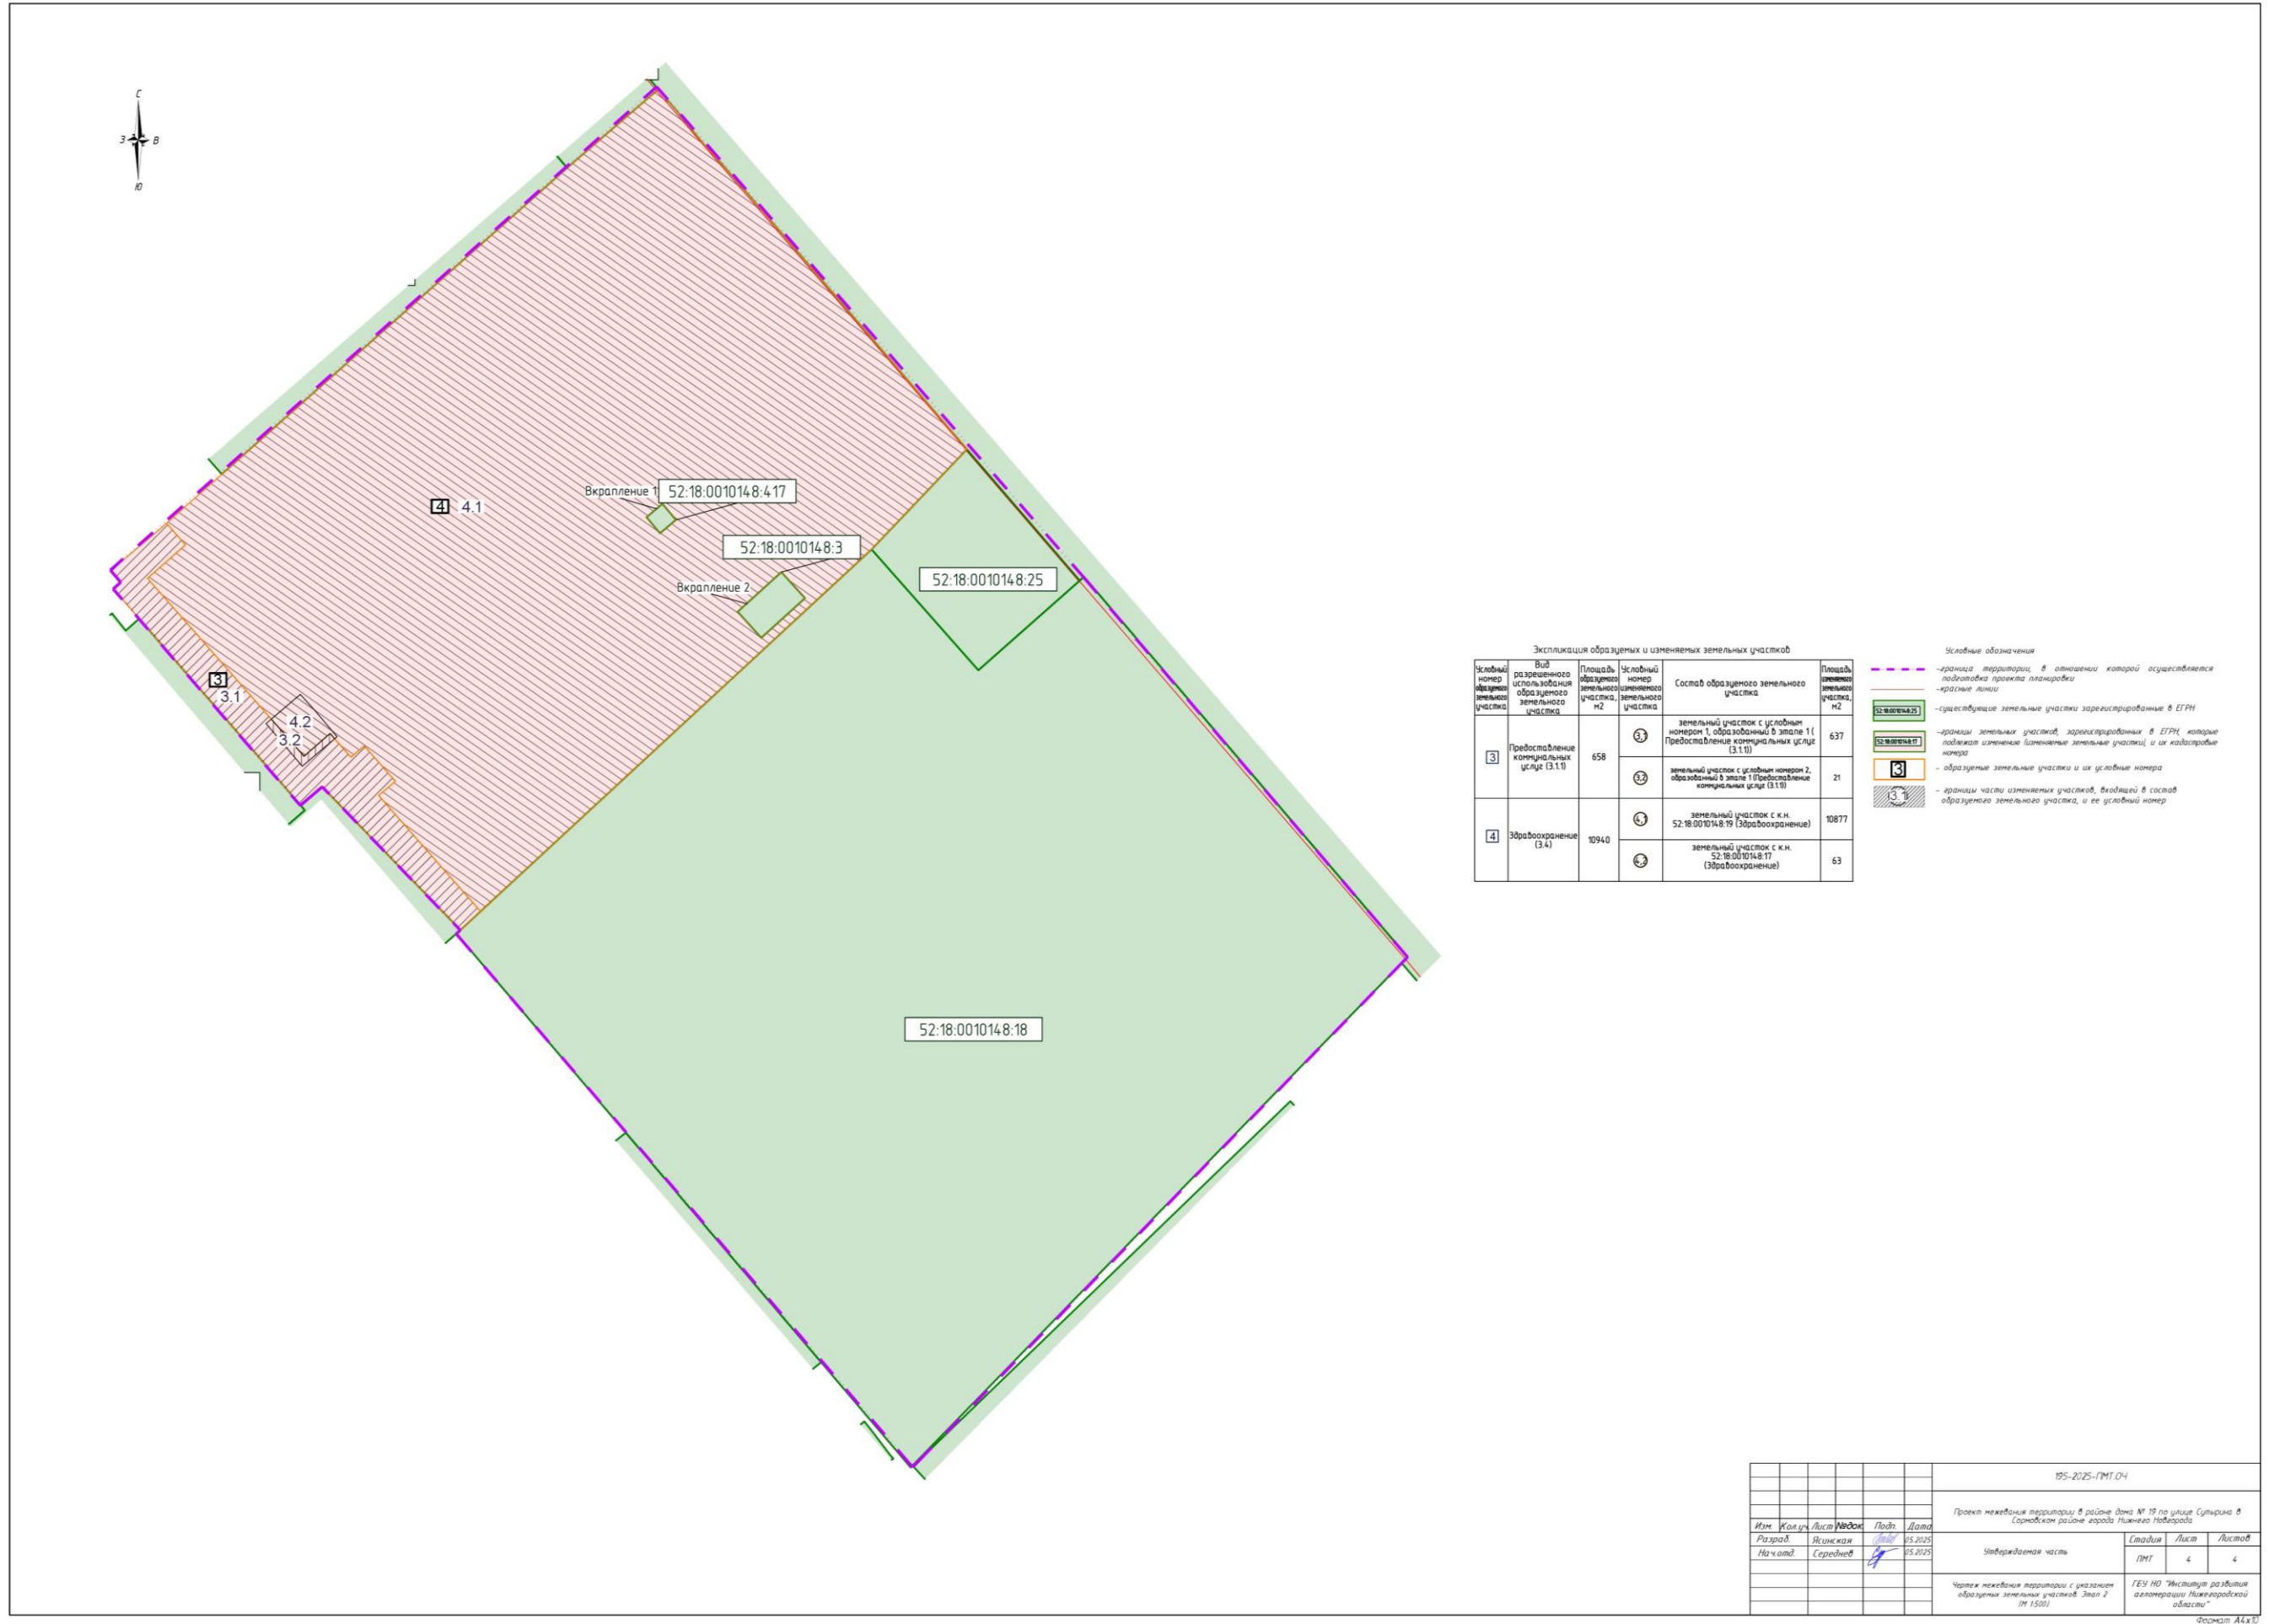 С
З В
Ю
Вкрапление 1
52:18:0010148:417
4 4.1
52:18:0010148:3
52:18:0010148:25
Вкрапление 2
3
3.1
4.2
3.2
52:18:0010148:18
Экспликация образуемых и изменяемых земельных участков
Условный номер образуемого земельного участка
Вид разрешенного использования образуемого земельного участка
Площадь образуемого земельного участка, м2
Условный номер изменяемого земельного участка
Состав образуемого земельного участка
Площадь изменяемого земельного участка, м2
3
Предоставление коммунальных услуг (3.1.1)
658
3,1
земельный участок с условным
номером 1, образованный в этапе 1 (
Предоставление коммунальных услуг
(3.1.1))
637
3,2
земельный участок с условным номером 2,
образованный в этапе 1 (Предоставление
коммунальных услуг (3.1.1))
21
4
Здравоохранение
(3.4)
10940
4,1
земельный участок с к.н.
52:18:0010148:19 (Здравоохранение)
10877
4,2
земельный участок с к.н.
52:18:0010148:17
(Здравоохранение)
63
Условные обозначения
-граница территории, в отношении которой осуществляется
подготовка проекта планировки
-красные линии
52:18:0010148:25
-существующие земельные участки зарегистрированные в ЕГРН
52:18:0010148:17
-границы земельных участков, зарегистрированных в ЕГРН, которые
подлежат изменению (изменяемые земельные участки), и их кадастровые
номера
3
- образуемые земельные участки и их условные номера
3.1
- границы части изменяемых участков, входящей в состав
образуемого земельного участка, и ее условный номер
195-2025-ПМТ.ОЧ
Проект межевания территории в районе дома № 19 по улице Сутырина в
Сормовском районе города Нижнего Новгорода
Изм. Кол.уч. Лист №док. Подп. Дата
Разраб. Ясинская 05.2025
Нач.отд. Середнев 05.2025
Утверждаемая часть
Стадия Лист Листов
ПМТ 4 4
Чертеж межевания территории с указанием
образуемых земельных участков. Этап 2
(М 1:500)
ГБУ НО "Институт развития
агломерации Нижегородской
области"
Формат А4х10